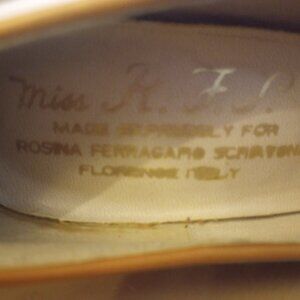 Miss R. F. S.
MADE EXPRESSLY FOR
ROSINA FERRAGAMO SCHIAVONE
FLORENCE ITALY